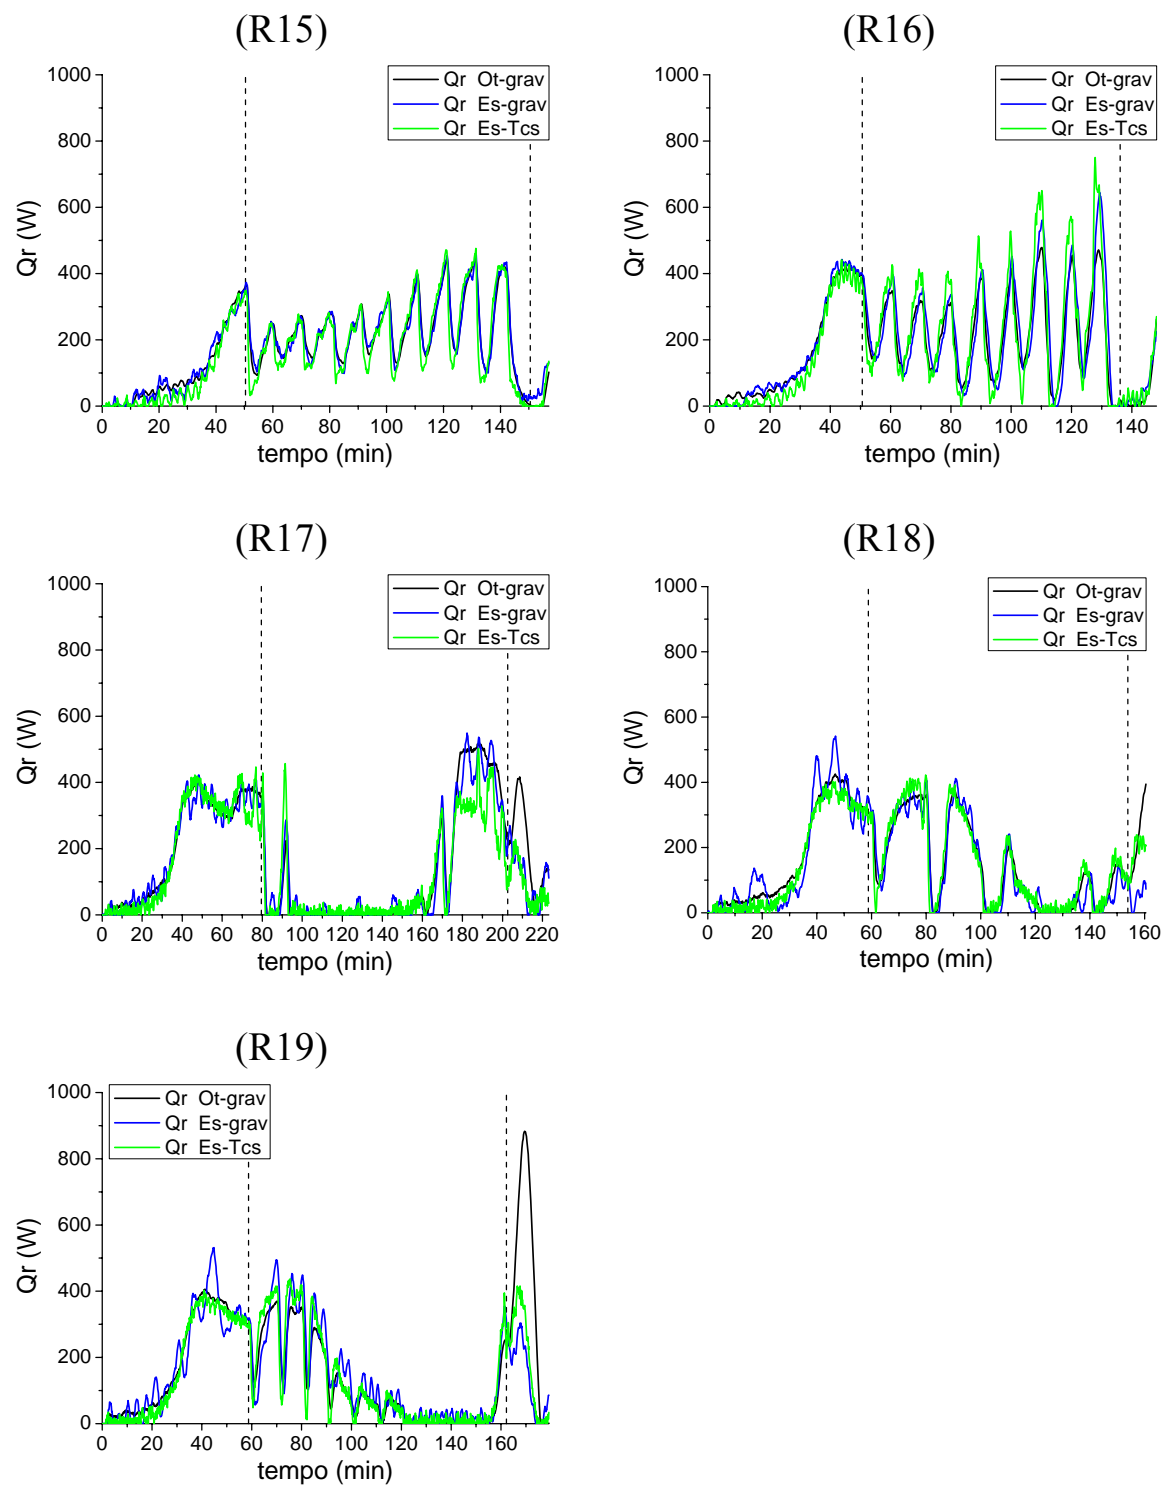 (R15)
Qr Ot-grav
Qr Es-grav
Qr Es-Tcs
1000
800
600
400
200
0
Qr (W)
0 20 40 60 80 100 120 140
tempo (min)
(R16)
Qr Ot-grav
Qr Es-grav
Qr Es-Tcs
1000
800
600
400
200
0
Qr (W)
0 20 40 60 80 100 120 140
tempo (min)
(R17)
Qr Ot-grav
Qr Es-grav
Qr Es-Tcs
1000
800
600
400
200
0
Qr (W)
0 20 40 60 80 100 120 140 160 180 200 220
tempo (min)
(R18)
Qr Ot-grav
Qr Es-grav
Qr Es-Tcs
1000
800
600
400
200
0
Qr (W)
0 20 40 60 80 100 120 140 160
tempo (min)
(R19)
Qr Ot-grav
Qr Es-grav
Qr Es-Tcs
1000
800
600
400
200
0
Qr (W)
0 20 40 60 80 100 120 140 160
tempo (min)